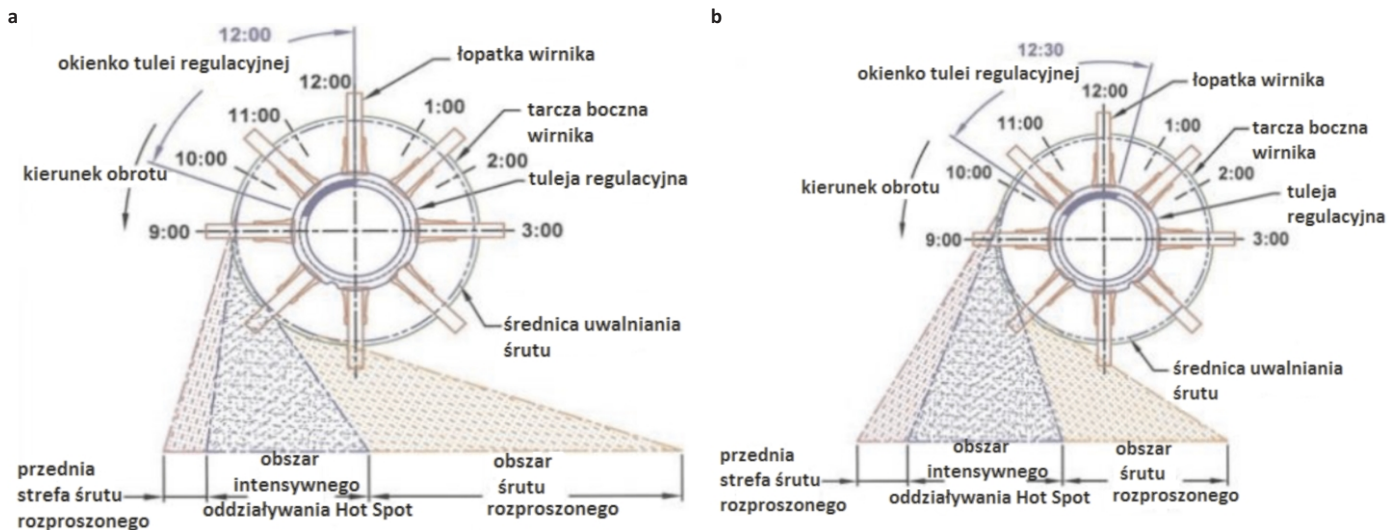 a
12:00
okienko tulei regulacyjnej
12:00
łopatka wirnika
11:00
1:00
tarcza boczna
wirnika
10:00
2:00
kierunek obrotu
tuleja regulacyjna
9:00
3:00
średnica uwalniania
śrutu
przednia
strefa śrutu
rozproszonego
obszar
intensywnego
oddziaływania Hot Spot
obszar
śrutu
rozproszonego
b
12:30
okienko tulei regulacyjnej
12:00
łopatka wirnika
11:00
1:00
tarcza boczna
wirnika
10:00
2:00
kierunek obrotu
tuleja
regulacyjna
9:00
3:00
średnica uwalniania
śrutu
przednia
strefa śrutu
rozproszonego
obszar
intensywnego
oddziaływania Hot Spot
obszar
śrutu
rozproszonego